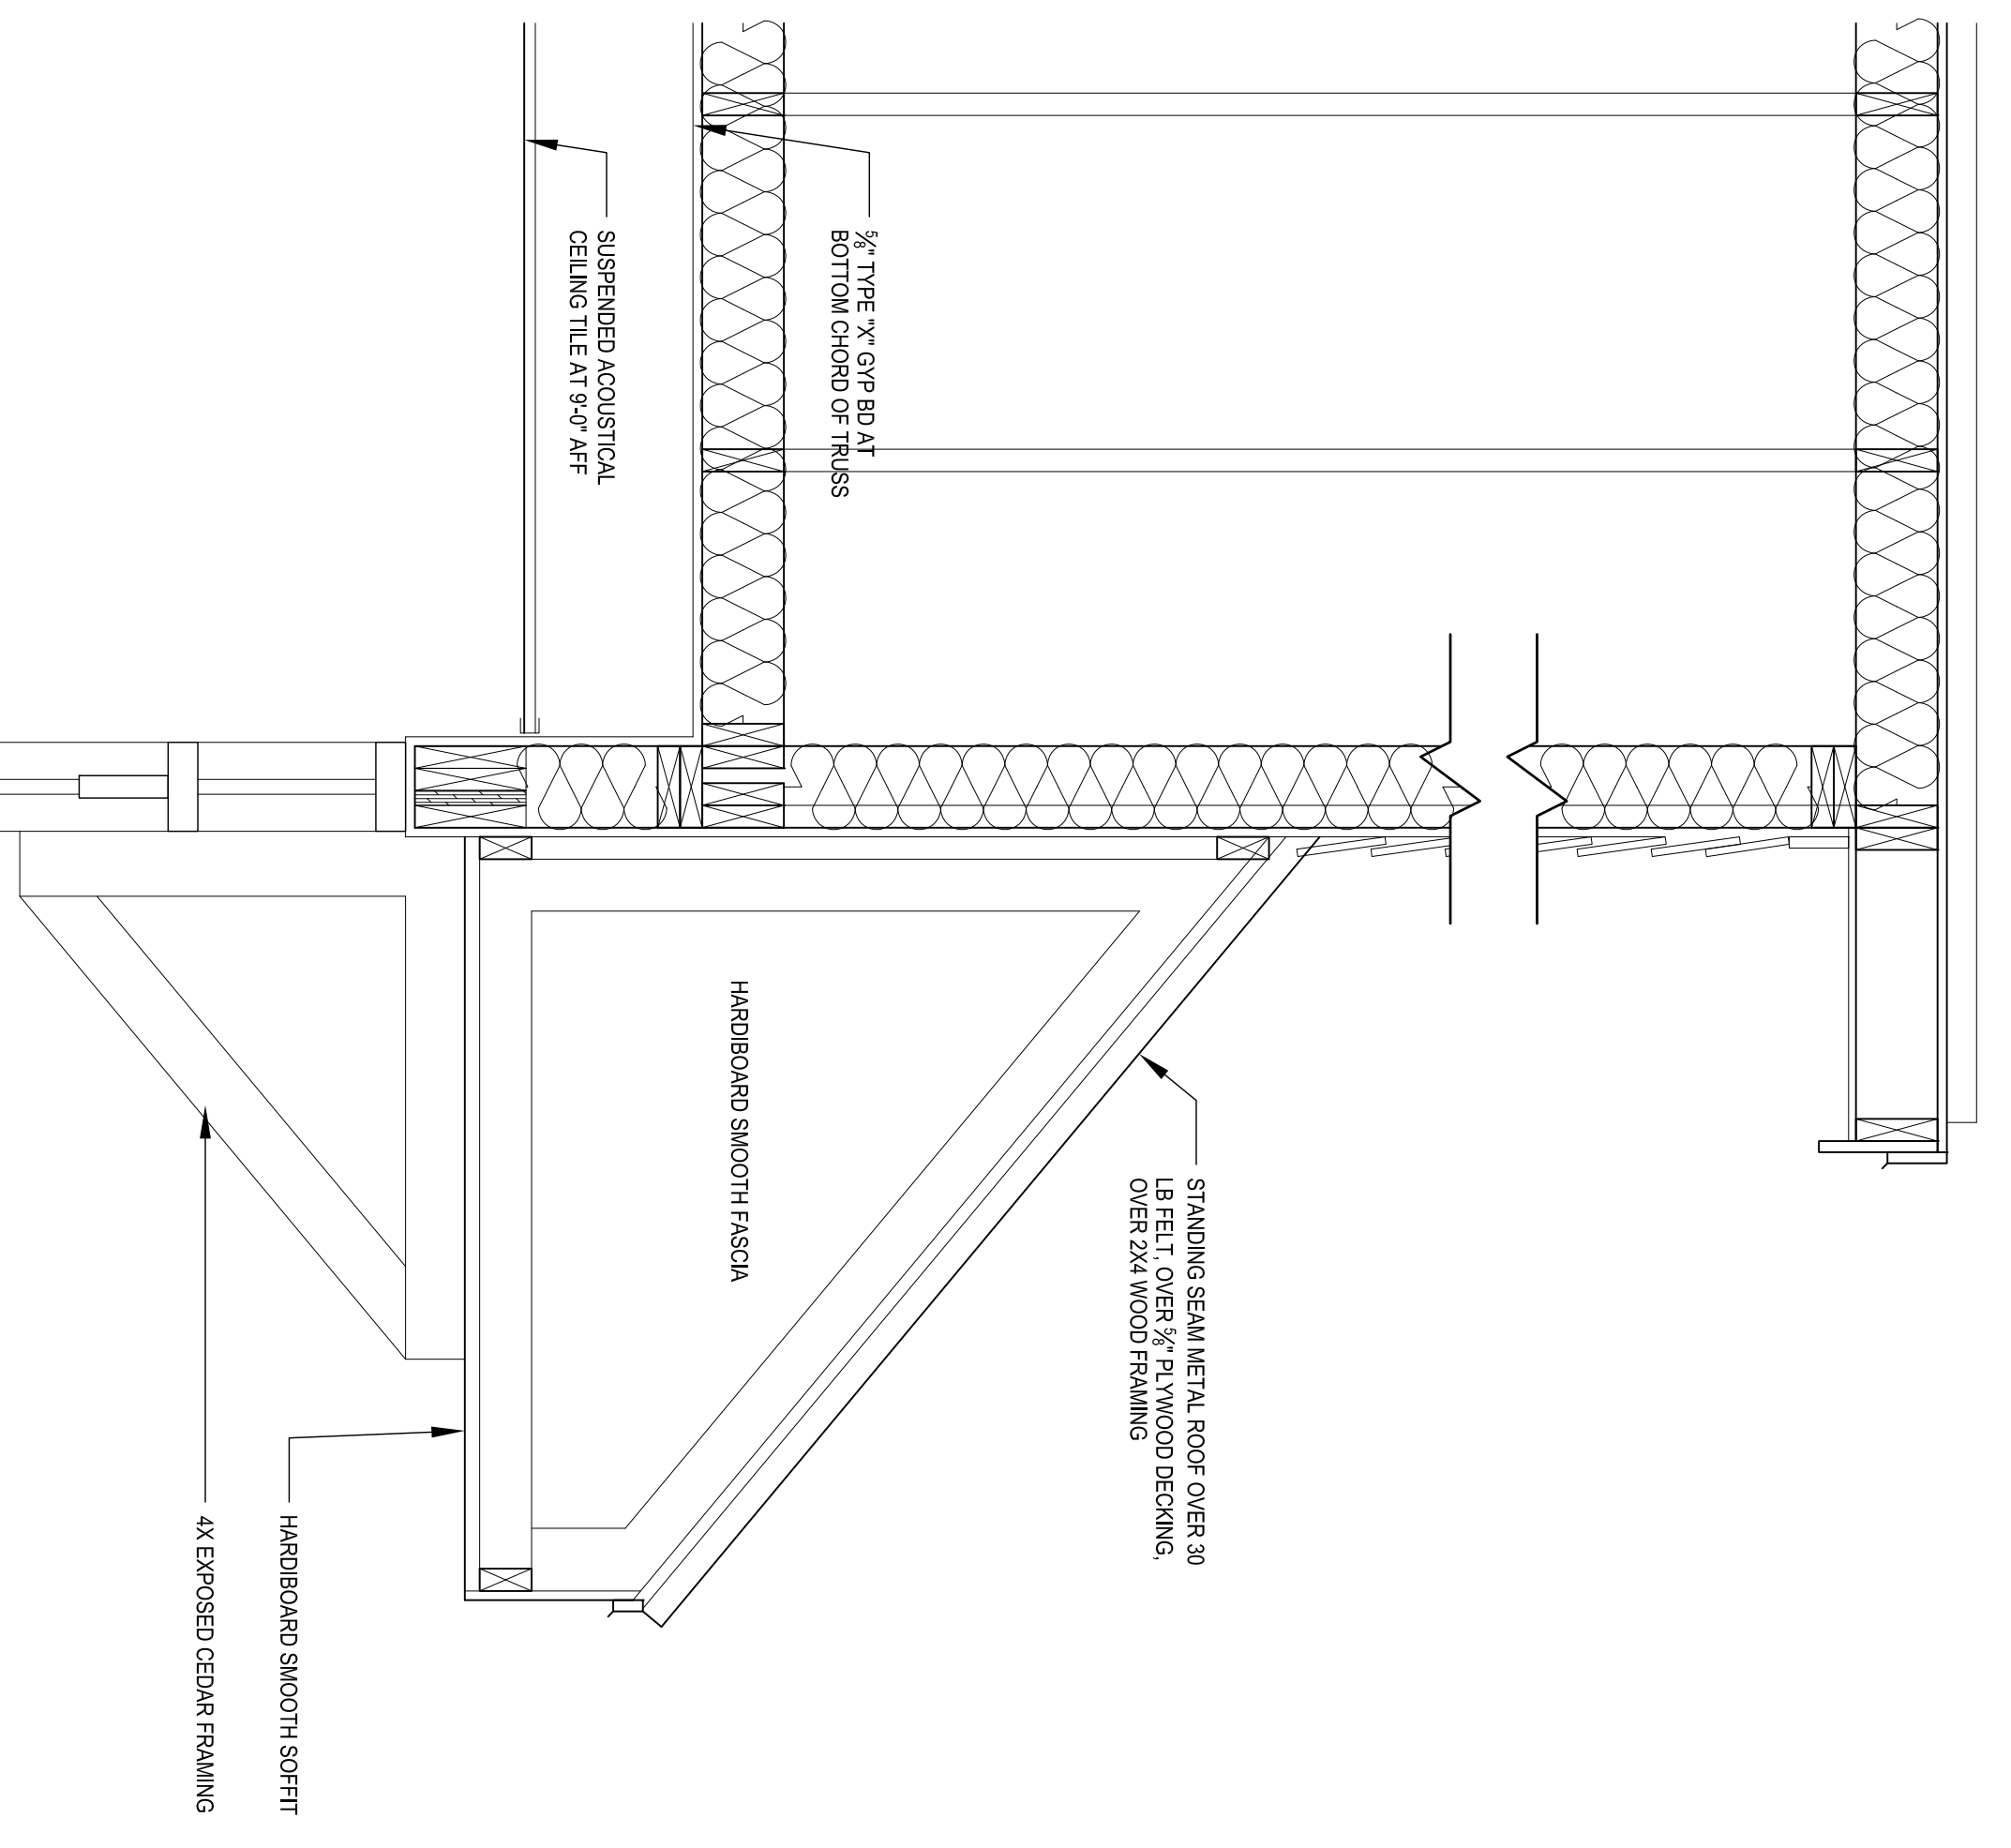 ⅝" TYPE "X" GYP BD AT
BOTTOM CHORD OF TRUSS
SUSPENDED ACOUSTICAL
CEILING TILE AT 9'-0" AFF
HARDIBOARD SMOOTH FASCIA
STANDING SEAM METAL ROOF OVER 30
LB FELT, OVER ⅝" PLYWOOD DECKING,
OVER 2X4 WOOD FRAMING
HARDIBOARD SMOOTH SOFFIT
4X EXPOSED CEDAR FRAMING